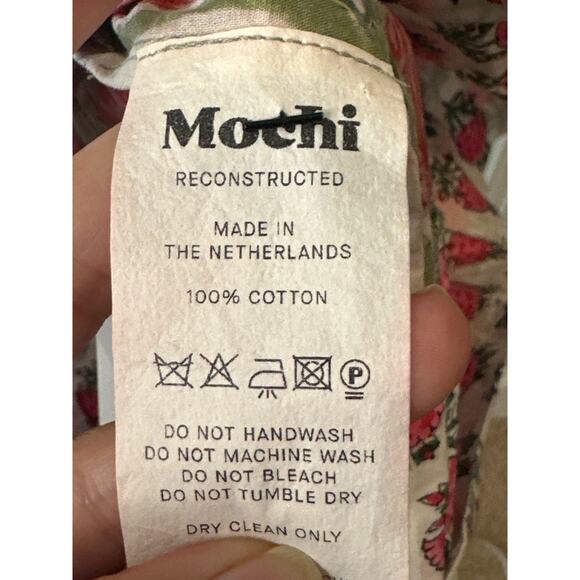 Mochi
RECONSTRUCTED
MADE IN
THE NETHERLANDS
100% COTTON
P
DO NOT HANDWASH
DO NOT MACHINE WASH
DO NOT BLEACH
DO NOT TUMBLE DRY
DRY CLEAN ONLY